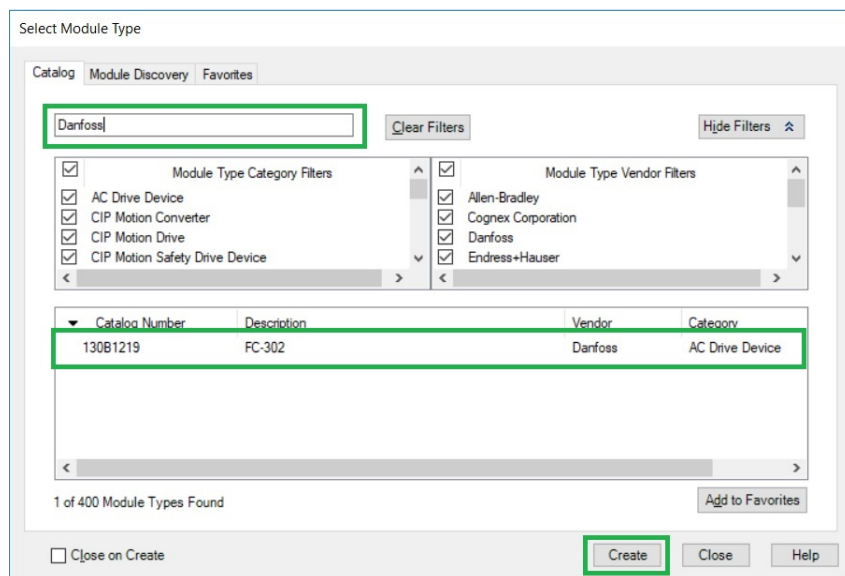 Select Module Type
Catalog Module Discovery Favorites
Danfoss Clear Filters Hide Filters
Module Type Category Filters Module Type Vendor Filters
AC Drive Device Allen-Bradley
CIP Motion Converter Cognex Corporation
CIP Motion Drive Danfoss
CIP Motion Safety Drive Device Endress+Hauser
Catalog Number Description Vendor Category
130B1219 FC-302 Danfoss AC Drive Device
1 of 400 Module Types Found Add to Favorites
Close on Create Create Close Help